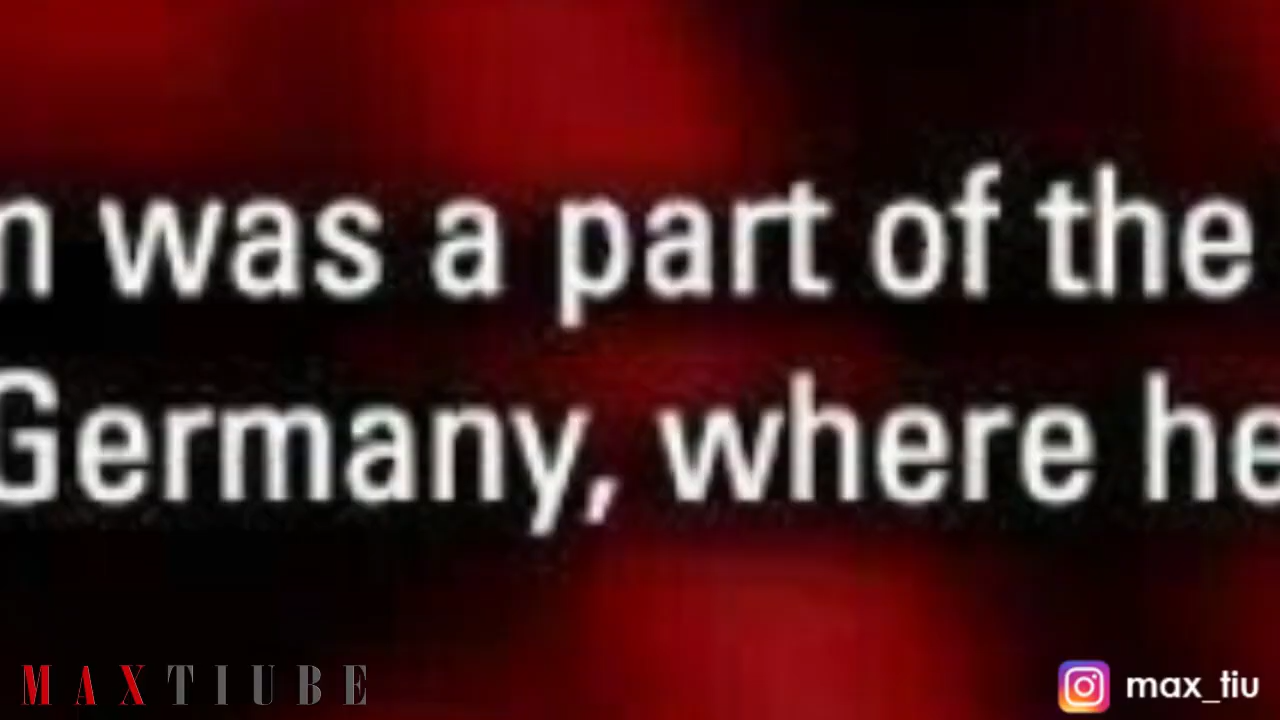 was a part of the
Germany, where he
MAXTIUBE
max_tiu